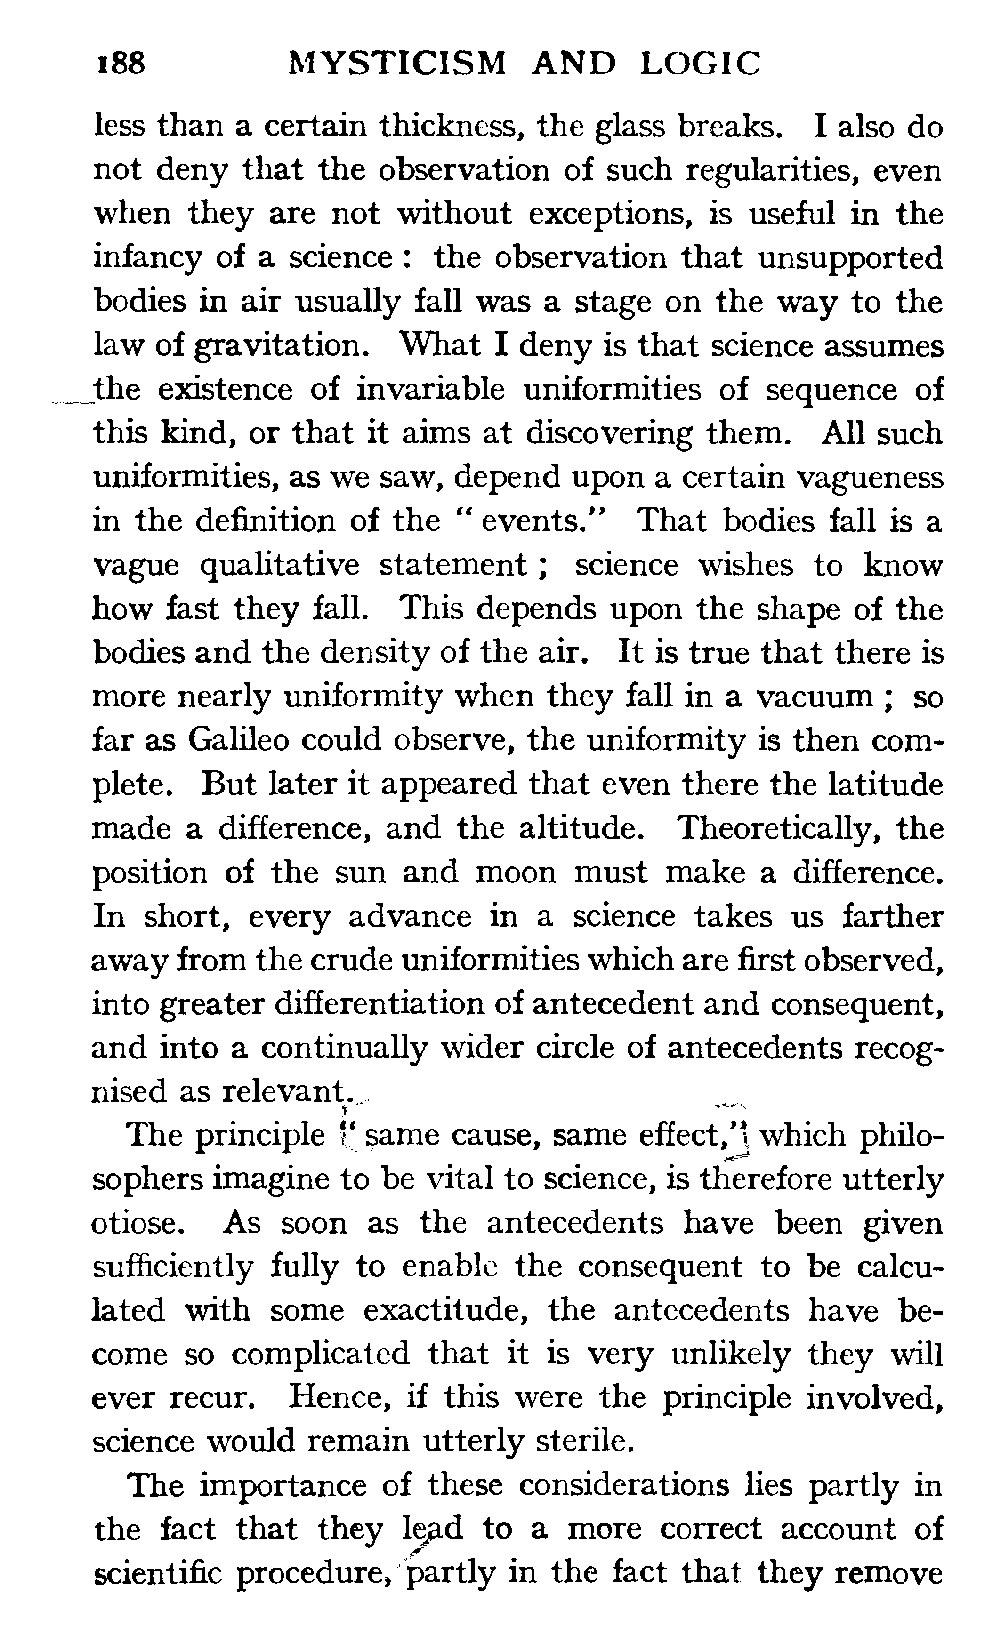 188 MYSTICISM AND LOGIC
less than a certain thickness, the glass breaks. I also do
not deny that the observation of such regularities, even
when they are not without exceptions, is useful in the
infancy of a science : the observation that unsupported
bodies in air usually fall was a stage on the way to the
law of gravitation. What I deny is that science assumes
the existence of invariable uniformities of sequence of
this kind, or that it aims at discovering them. All such
uniformities, as we saw, depend upon a certain vagueness
in the definition of the “ events.” That bodies fall is a
vague qualitative statement ; science wishes to know
how fast they fall. This depends upon the shape of the
bodies and the density of the air. It is true that there is
more nearly uniformity when they fall in a vacuum ; so
far as Galileo could observe, the uniformity is then com-
plete. But later it appeared that even there the latitude
made a difference, and the altitude. Theoretically, the
position of the sun and moon must make a difference.
In short, every advance in a science takes us farther
away from the crude uniformities which are first observed,
into greater differentiation of antecedent and consequent,
and into a continually wider circle of antecedents recog-
nised as relevant.
The principle “ same cause, same effect,” which philo-
sophers imagine to be vital to science, is therefore utterly
otiose. As soon as the antecedents have been given
sufficiently fully to enable the consequent to be calcu-
lated with some exactitude, the antecedents have be-
come so complicated that it is very unlikely they will
ever recur. Hence, if this were the principle involved,
science would remain utterly sterile.
The importance of these considerations lies partly in
the fact that they lead to a more correct account of
scientific procedure, partly in the fact that they remove